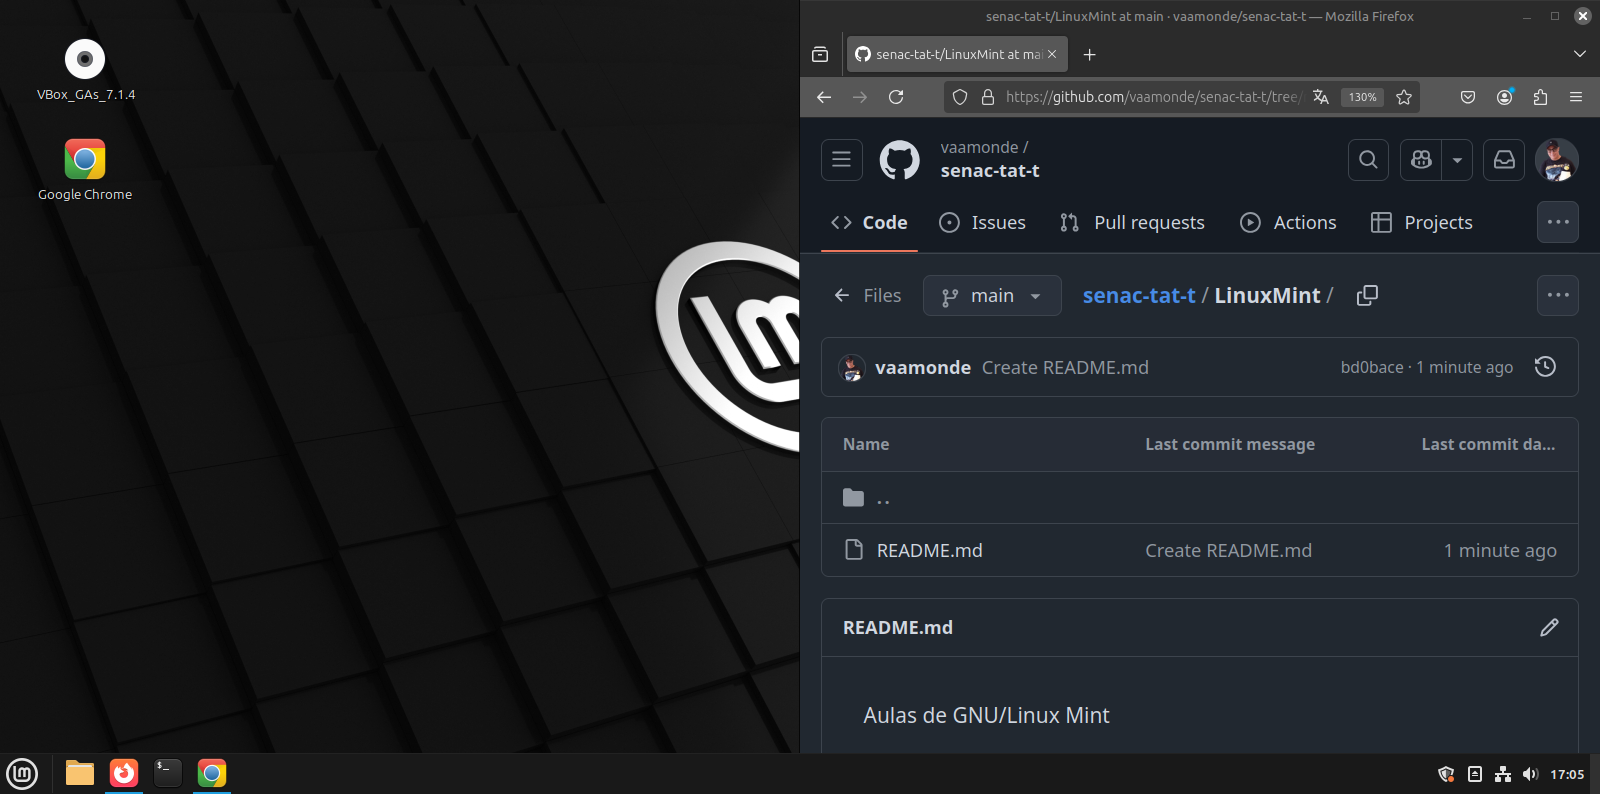 VBox_GAs_7.1.4
Google Chrome
senac-tat-t/LinuxMint at main · vaamonde/senac-tat-t — Mozilla Firefox
senac-tat-t/LinuxMint at mai
https://github.com/vaamonde/senac-tat-t/tree/
130%
vaamonde /
senac-tat-t
Code Issues Pull requests Actions Projects
Files main senac-tat-t / LinuxMint /
vaamonde Create README.md bd0bace · 1 minute ago
Name Last commit message Last commit da...
..
README.md Create README.md 1 minute ago
README.md
Aulas de GNU/Linux Mint
lm
$_
17:05